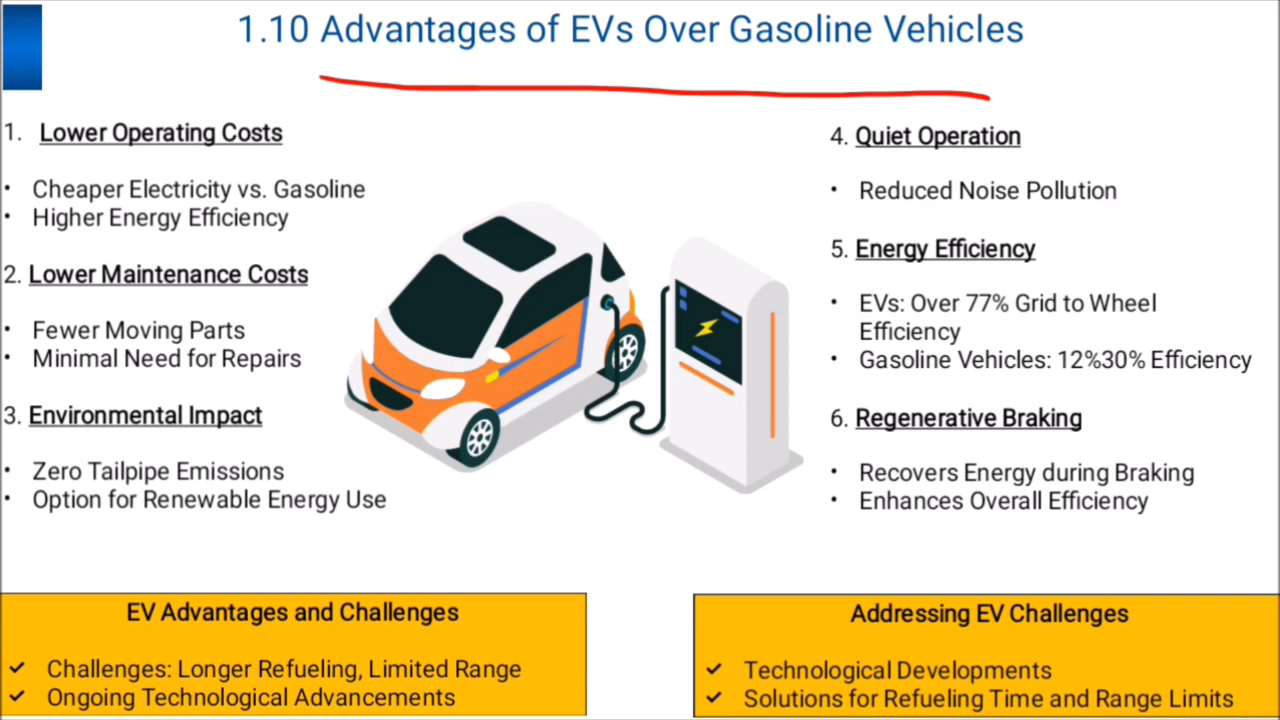 1.10 Advantages of EVs Over Gasoline Vehicles
1. Lower Operating Costs
• Cheaper Electricity vs. Gasoline
• Higher Energy Efficiency
2. Lower Maintenance Costs
• Fewer Moving Parts
• Minimal Need for Repairs
3. Environmental Impact
• Zero Tailpipe Emissions
• Option for Renewable Energy Use
4. Quiet Operation
• Reduced Noise Pollution
5. Energy Efficiency
• EVs: Over 77% Grid to Wheel
Efficiency
• Gasoline Vehicles: 12%30% Efficiency
6. Regenerative Braking
• Recovers Energy during Braking
• Enhances Overall Efficiency
EV Advantages and Challenges
✓ Challenges: Longer Refueling, Limited Range
✓ Ongoing Technological Advancements
Addressing EV Challenges
✓ Technological Developments
✓ Solutions for Refueling Time and Range Limits